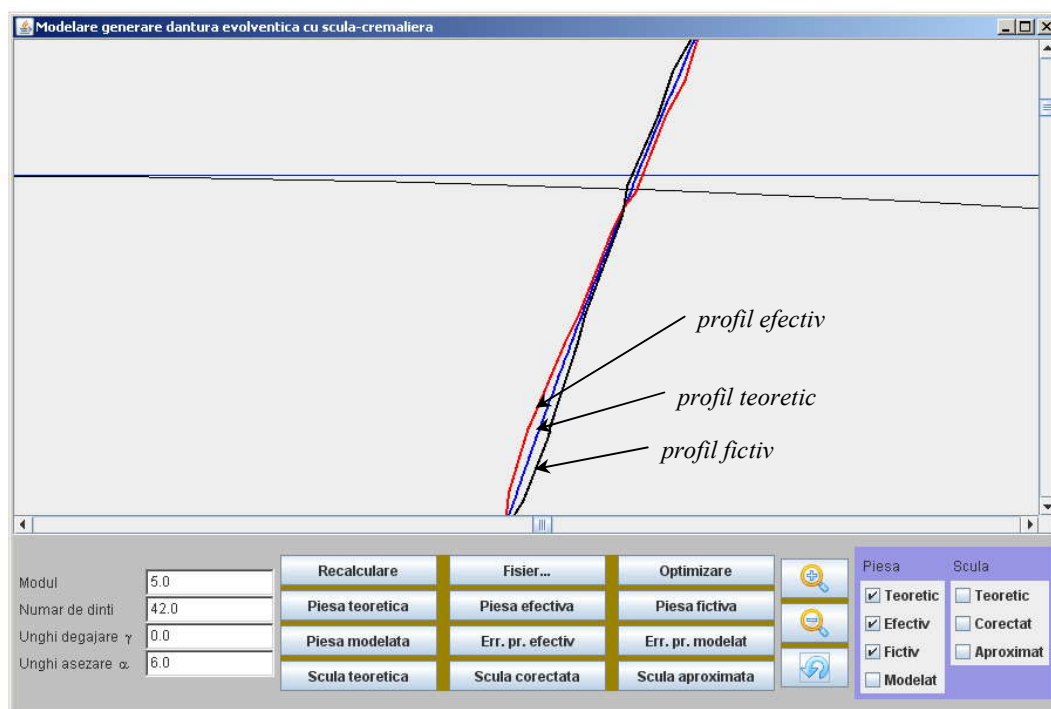 Modelare generare dantura evolventica cu scula-cremaliera
profil efectiv
profil teoretic
profil fictiv
Modul 5.0
Numar de dinti 42.0
Unghi degajare γ 0.0
Unghi asezare α 6.0
Recalculare Fisier... Optimizare
Piesa teoretica Piesa efectiva Piesa fictiva
Piesa modelata Err. pr. efectiv Err. pr. modelat
Scula teoretica Scula corectata Scula aproximata
Piesa Scula
Teoretic Teoretic
Efectiv Corectat
Fictiv Aproximat
Modelat